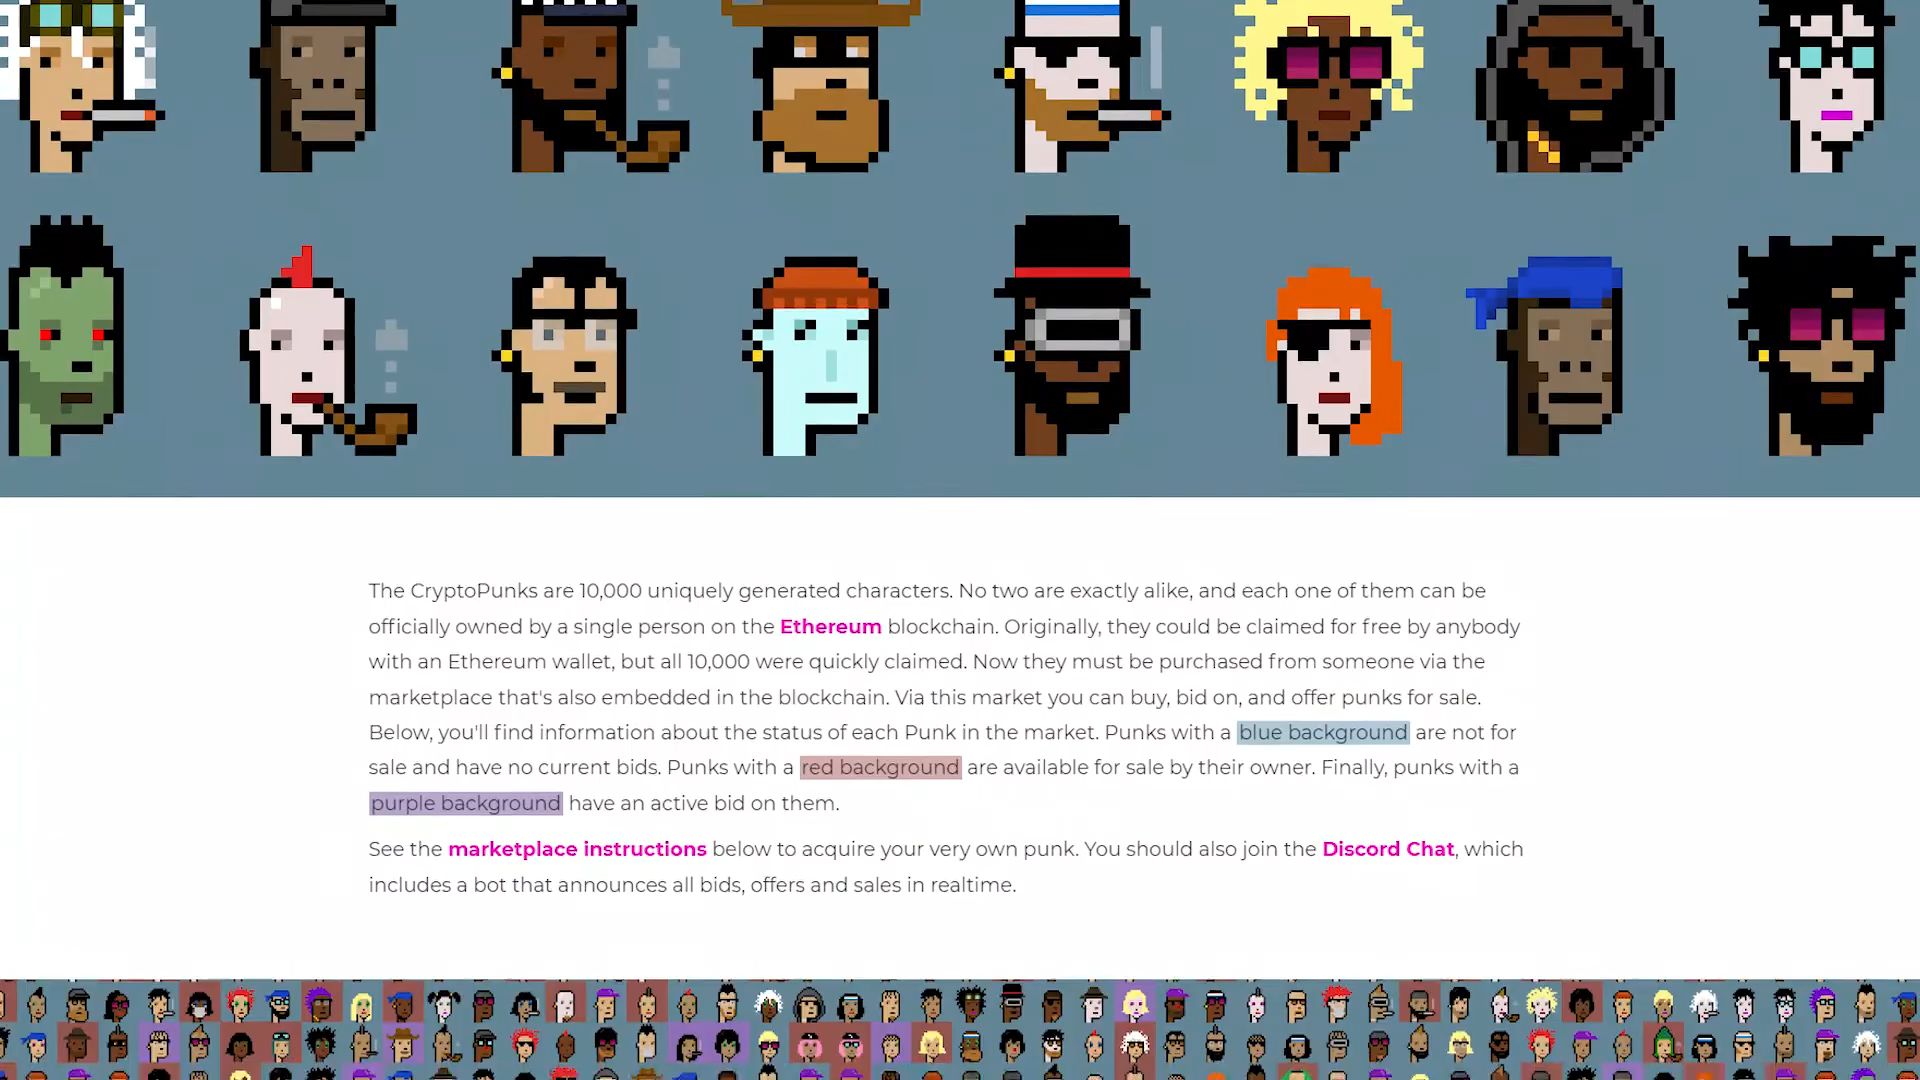 The CryptoPunks are 10,000 uniquely generated characters. No two are exactly alike, and each one of them can be
officially owned by a single person on the Ethereum blockchain. Originally, they could be claimed for free by anybody
with an Ethereum wallet, but all 10,000 were quickly claimed. Now they must be purchased from someone via the
marketplace that's also embedded in the blockchain. Via this market you can buy, bid on, and offer punks for sale.
Below, you'll find information about the status of each Punk in the market. Punks with a blue background are not for
sale and have no current bids. Punks with a red background are available for sale by their owner. Finally, punks with a
purple background have an active bid on them.
See the marketplace instructions below to acquire your very own punk. You should also join the Discord Chat, which
includes a bot that announces all bids, offers and sales in realtime.